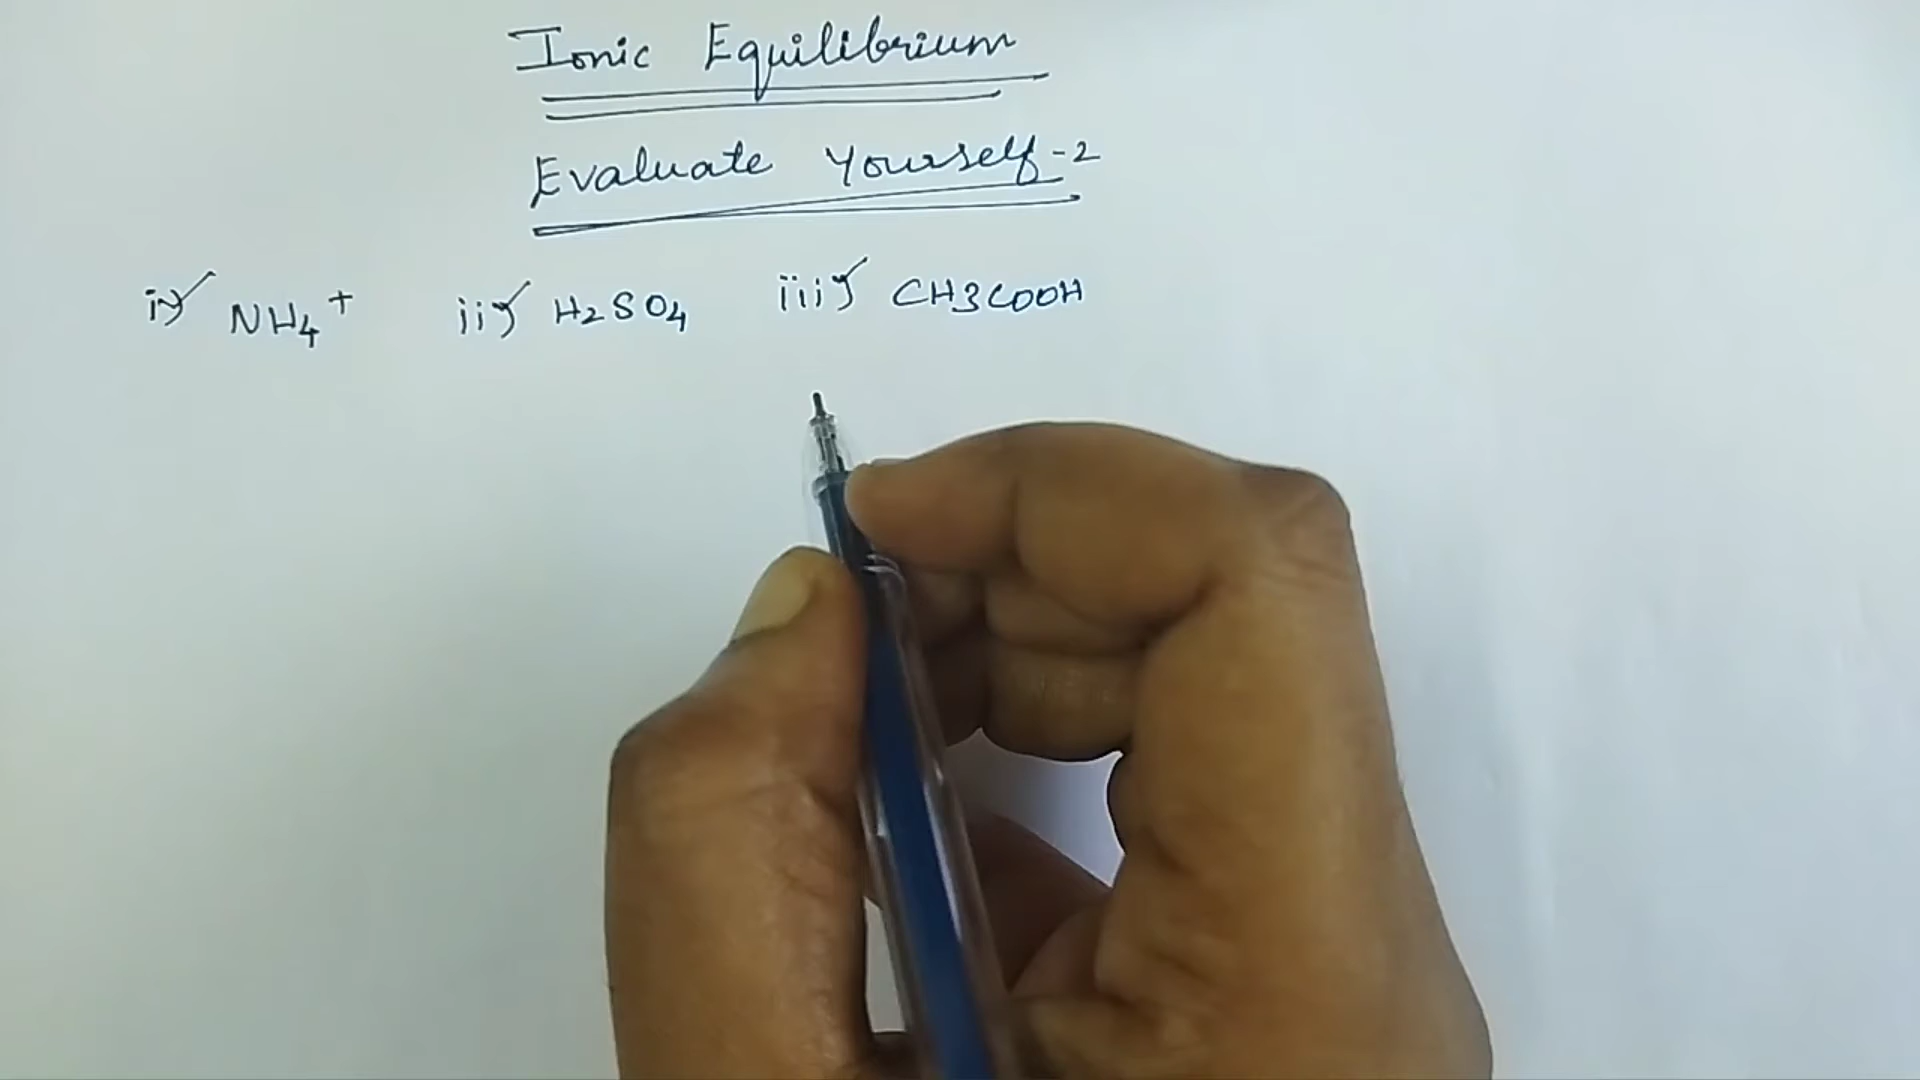 Ionic Equilibrium
Evaluate Yourself-2
i) NH4+ ii) H2SO4 iii) CH3COOH